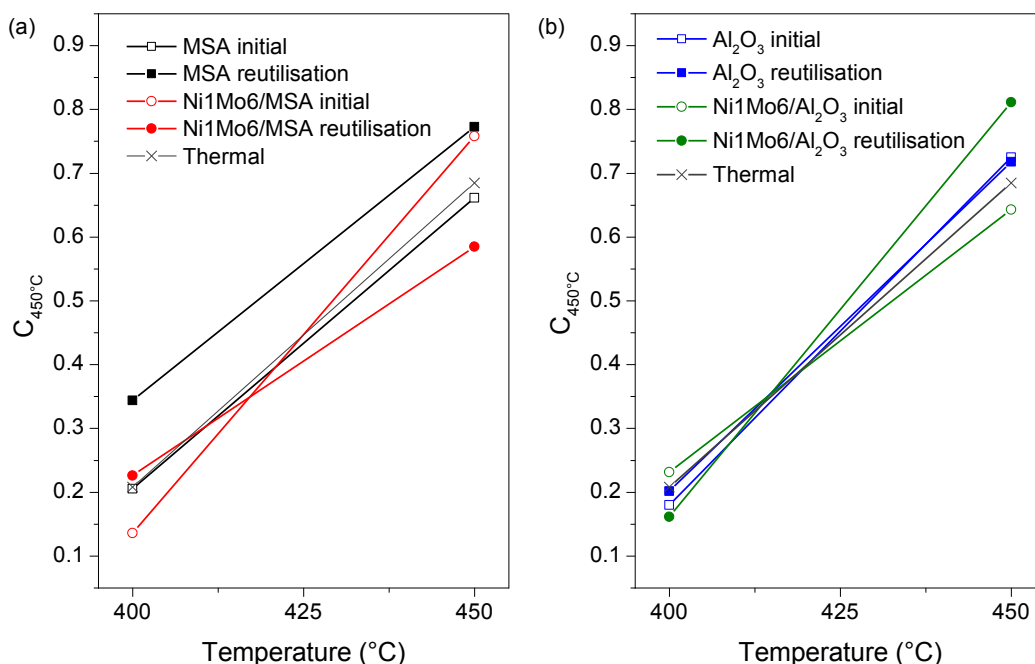 (a)
0.9
0.8
0.7
0.6
0.5
0.4
0.3
0.2
0.1
C450°C
MSA initial
MSA reutilisation
Ni1Mo6/MSA initial
Ni1Mo6/MSA reutilisation
Thermal
400
425
450
Temperature (°C)
(b)
0.9
0.8
0.7
0.6
0.5
0.4
0.3
0.2
0.1
Al2O3 initial
Al2O3 reutilisation
Ni1Mo6/Al2O3 initial
Ni1Mo6/Al2O3 reutilisation
Thermal
400
425
450
Temperature (°C)